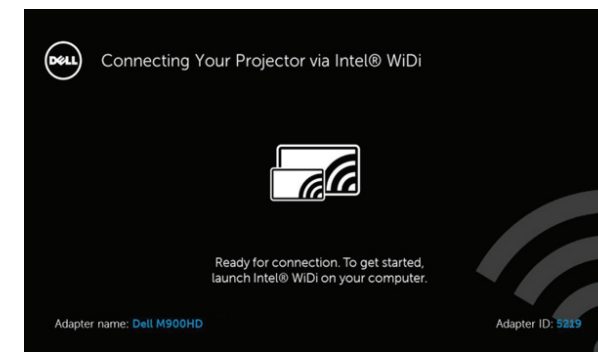 DELL
Connecting Your Projector via Intel® WiDi
Ready for connection. To get started,
launch Intel® WiDi on your computer.
Adapter name: Dell M900HD
Adapter ID: 5219